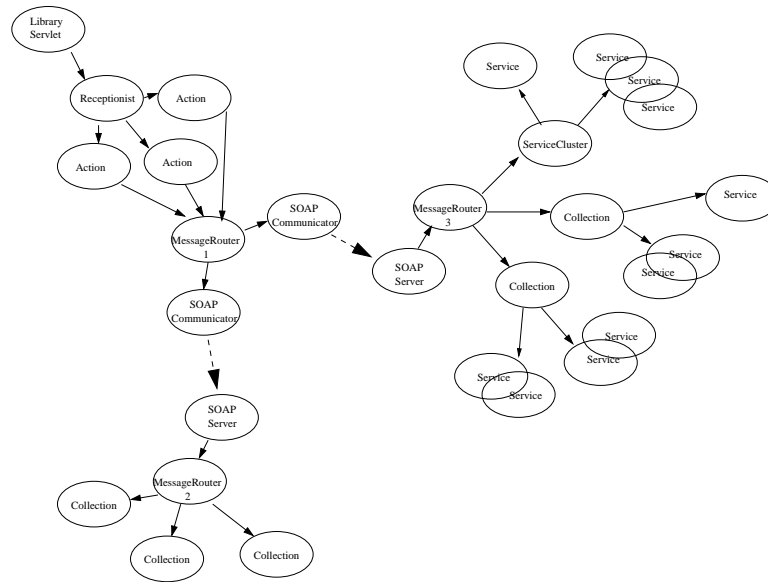 Library
Servlet
Receptionist
Action
Action
Action
MessageRouter
1
SOAP
Communicator
SOAP
Communicator
SOAP
Server
MessageRouter
2
Collection
Collection
Collection
SOAP
Server
MessageRouter
3
ServiceCluster
Service
Service
Service
Service
Collection
Service
Service
Service
Collection
Service
Service
Service
Service